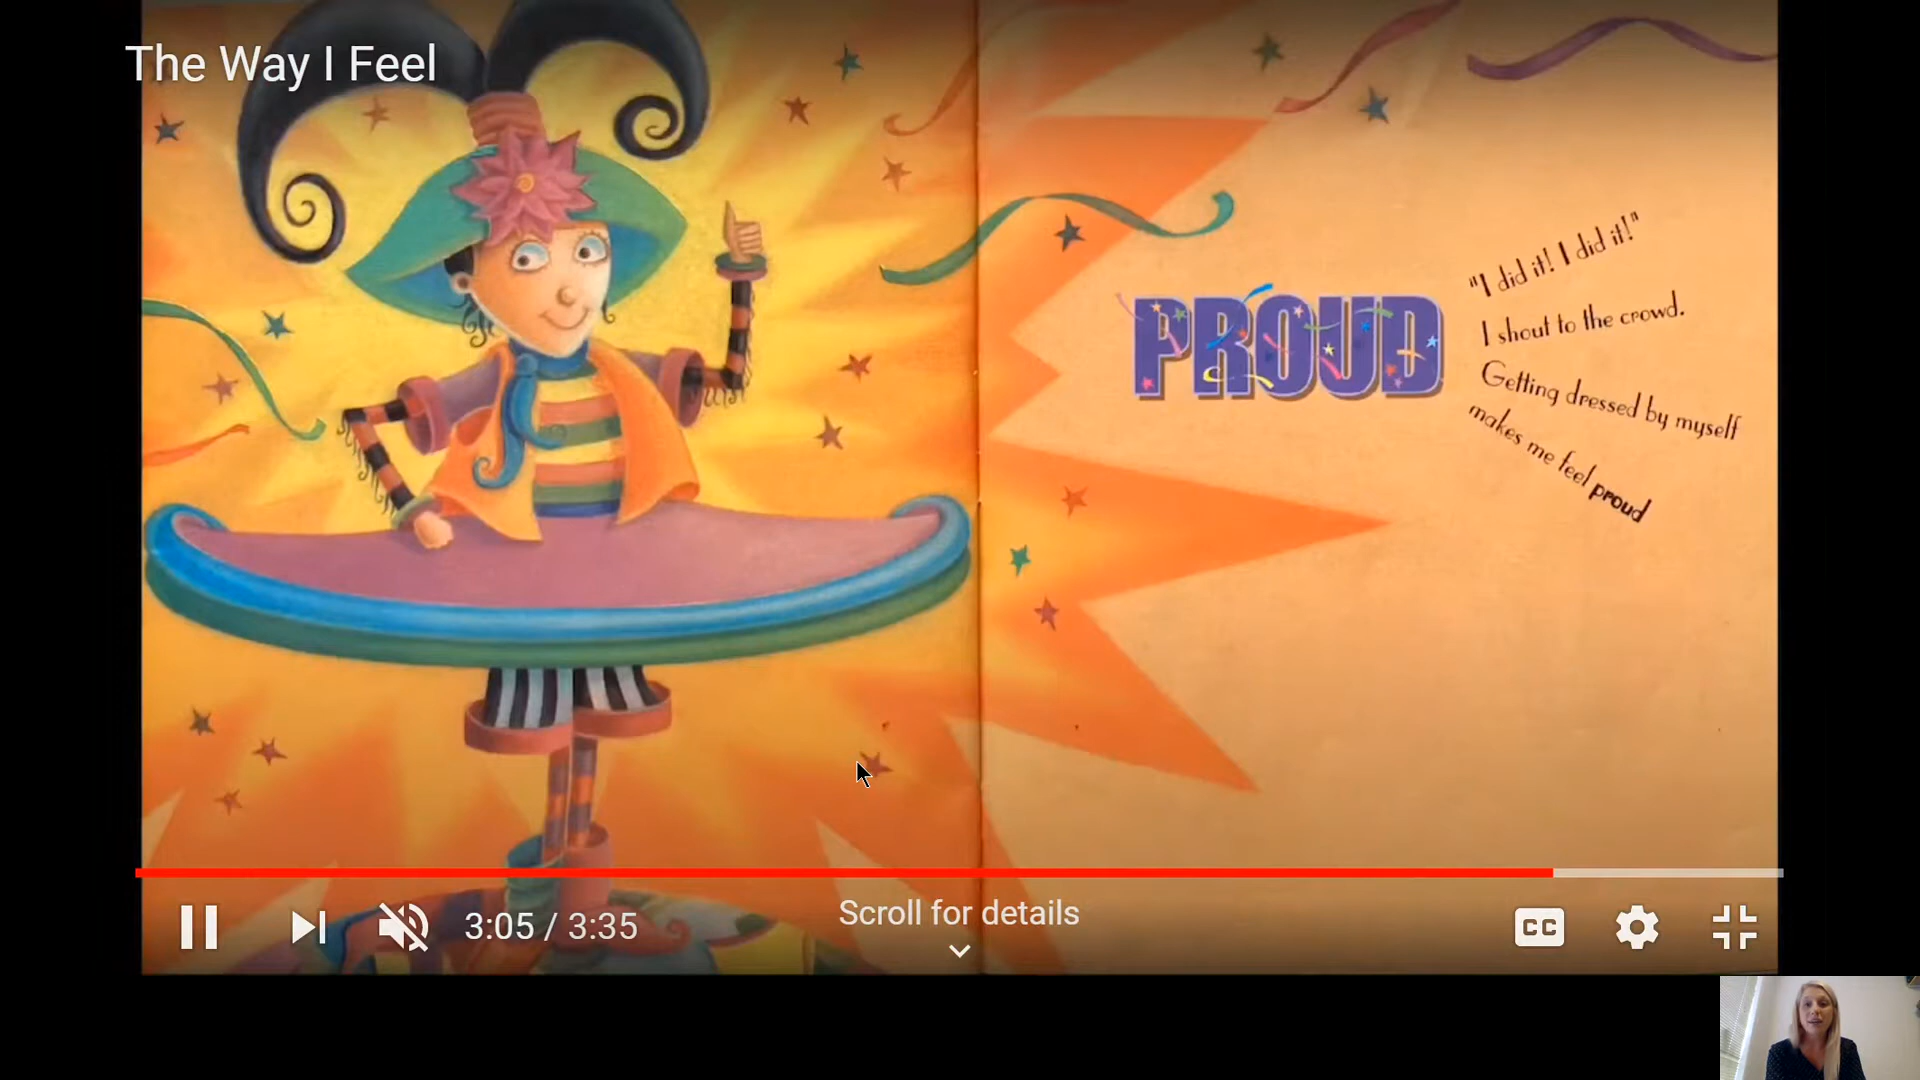 The Way I Feel
PROUD
"I did it! I did it!"
I shout to the crowd.
Getting dressed by myself
makes me feel proud
3:05 / 3:35
Scroll for details
CC